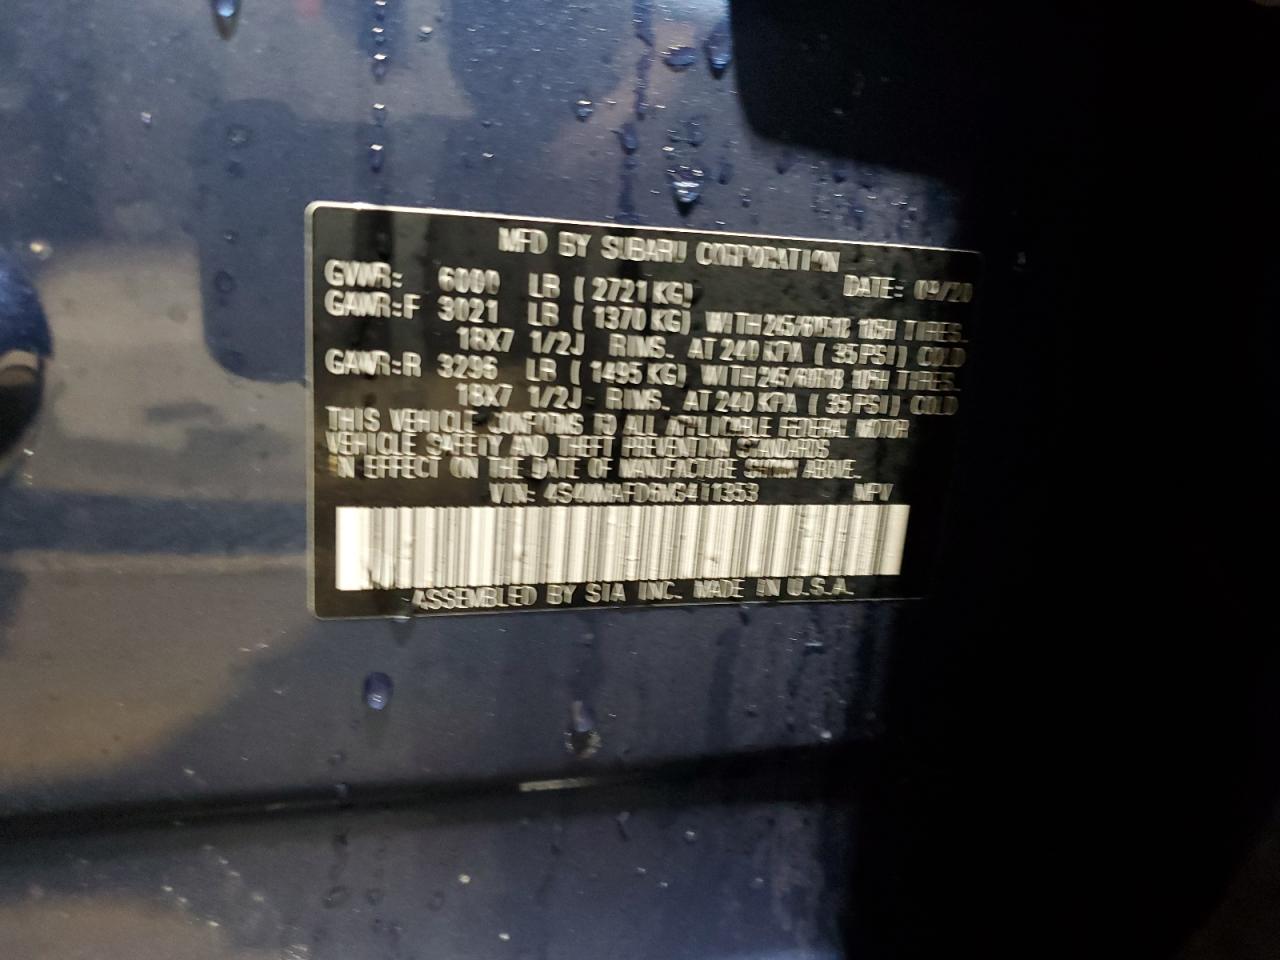 MFD BY SUBARU CORPORATION
GVWR: 6000 LB ( 2721 KG) DATE: 09/20
GAWR:F 3021 LB ( 1370 KG) WITH 245/60R18 105H TIRES.
18X7 1/2J RIMS. AT 240 KPA ( 35 PSI) COLD
GAWR:R 3296 LB ( 1495 KG) WITH 245/60R18 105H TIRES.
18X7 1/2J RIMS. AT 240 KPA ( 35 PSI) COLD
THIS VEHICLE CONFORMS TO ALL APPLICABLE FEDERAL MOTOR
VEHICLE SAFETY AND THEFT PREVENTION STANDARDS
IN EFFECT ON THE DATE OF MANUFACTURE SHOWN ABOVE.
VIN: MPV
ASSEMBLED BY SIA INC. MADE IN U.S.A.